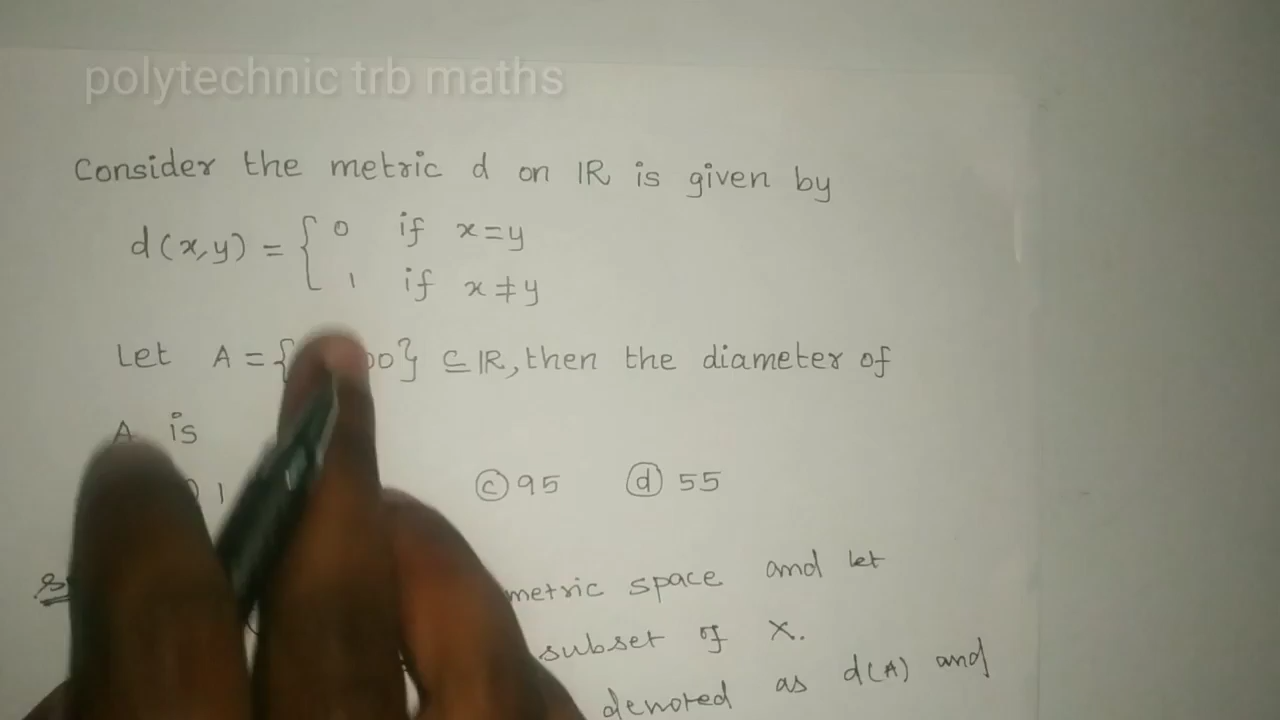 polytechnic trb maths
Consider the metric d on IR is given by
d(x,y) = { 0 if x=y
1 if x≠y
Let A={ 00} ⊆ IR, then the diameter of
A is
1 ⓒ 95 ⓓ 55
metric space and let
subset of X.
denoted as d(A) and